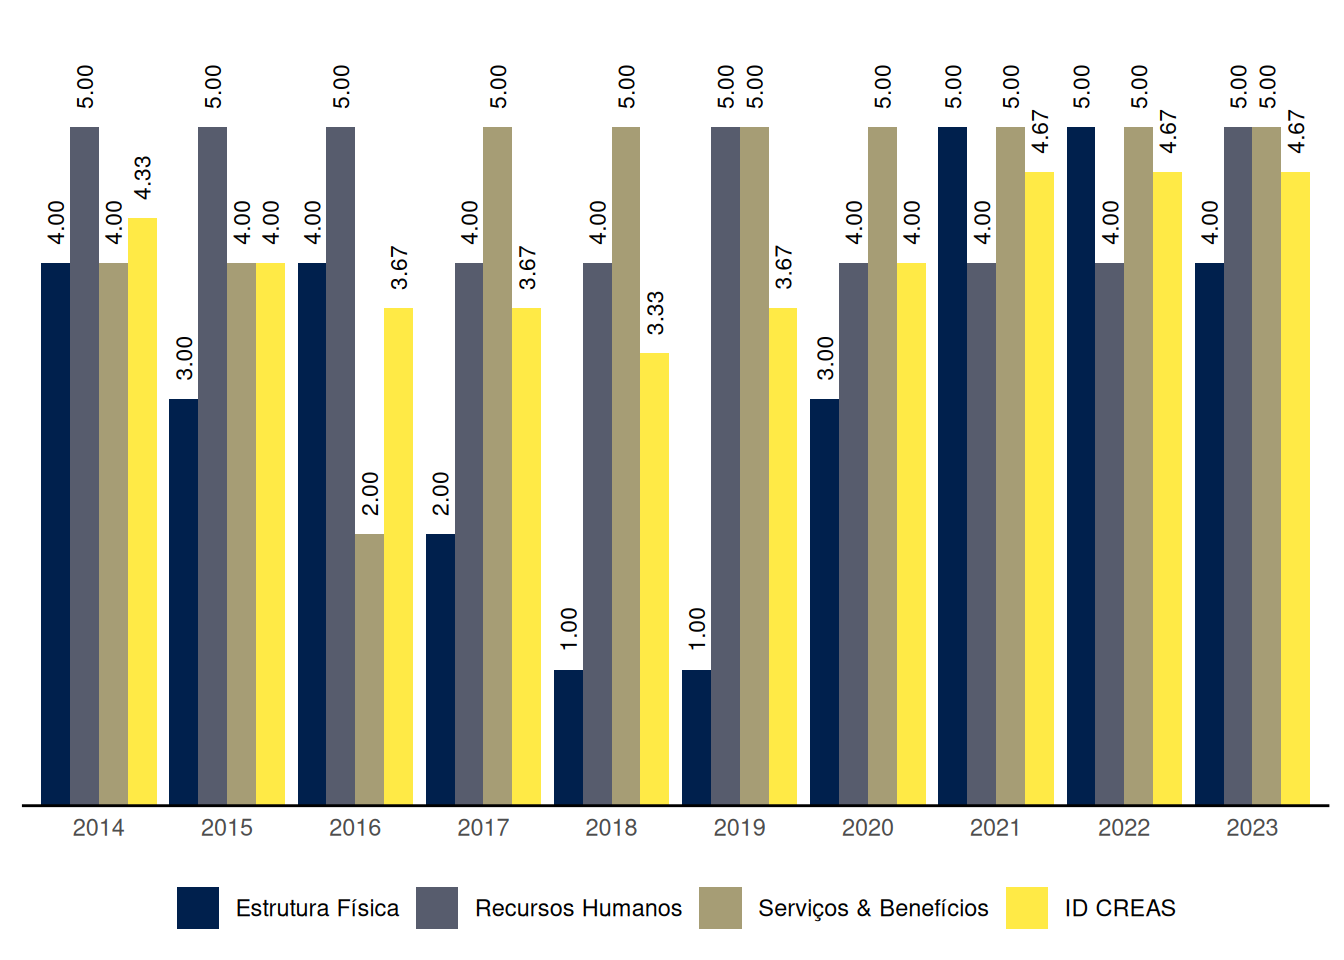 4.00 5.00 4.00 4.33
3.00 5.00 4.00 4.00
4.00 5.00 2.00 3.67
2.00 4.00 5.00 3.67
1.00 4.00 5.00 3.33
1.00 5.00 5.00 3.67
3.00 4.00 5.00 4.00
5.00 4.00 5.00 4.67
5.00 4.00 5.00 4.67
4.00 5.00 5.00 4.67
2014 2015 2016 2017 2018 2019 2020 2021 2022 2023
Estrutura Física Recursos Humanos Serviços & Benefícios ID CREAS